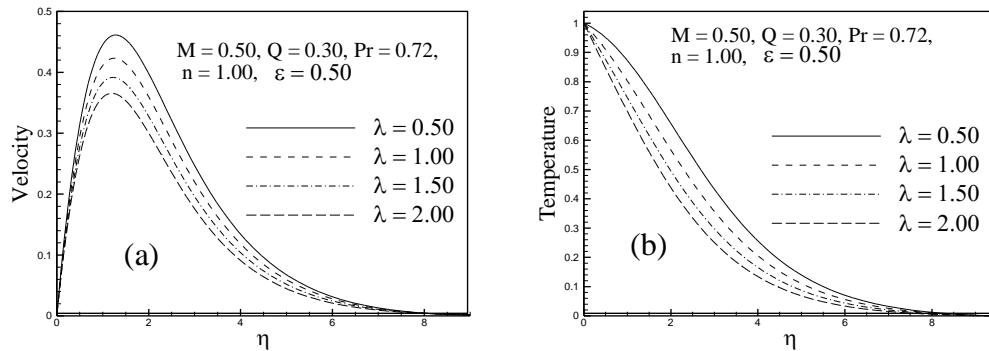 0.5
0.4
0.3
0.2
0.1
0
Velocity
0 2 4 6 8
η
M = 0.50, Q = 0.30, Pr = 0.72,
n = 1.00, ε = 0.50
λ = 0.50
λ = 1.00
λ = 1.50
λ = 2.00
(a)
1
0.9
0.8
0.7
0.6
0.5
0.4
0.3
0.2
0.1
0
Temperature
0 2 4 6 8
η
M = 0.50, Q = 0.30, Pr = 0.72,
n = 1.00, ε = 0.50
λ = 0.50
λ = 1.00
λ = 1.50
λ = 2.00
(b)